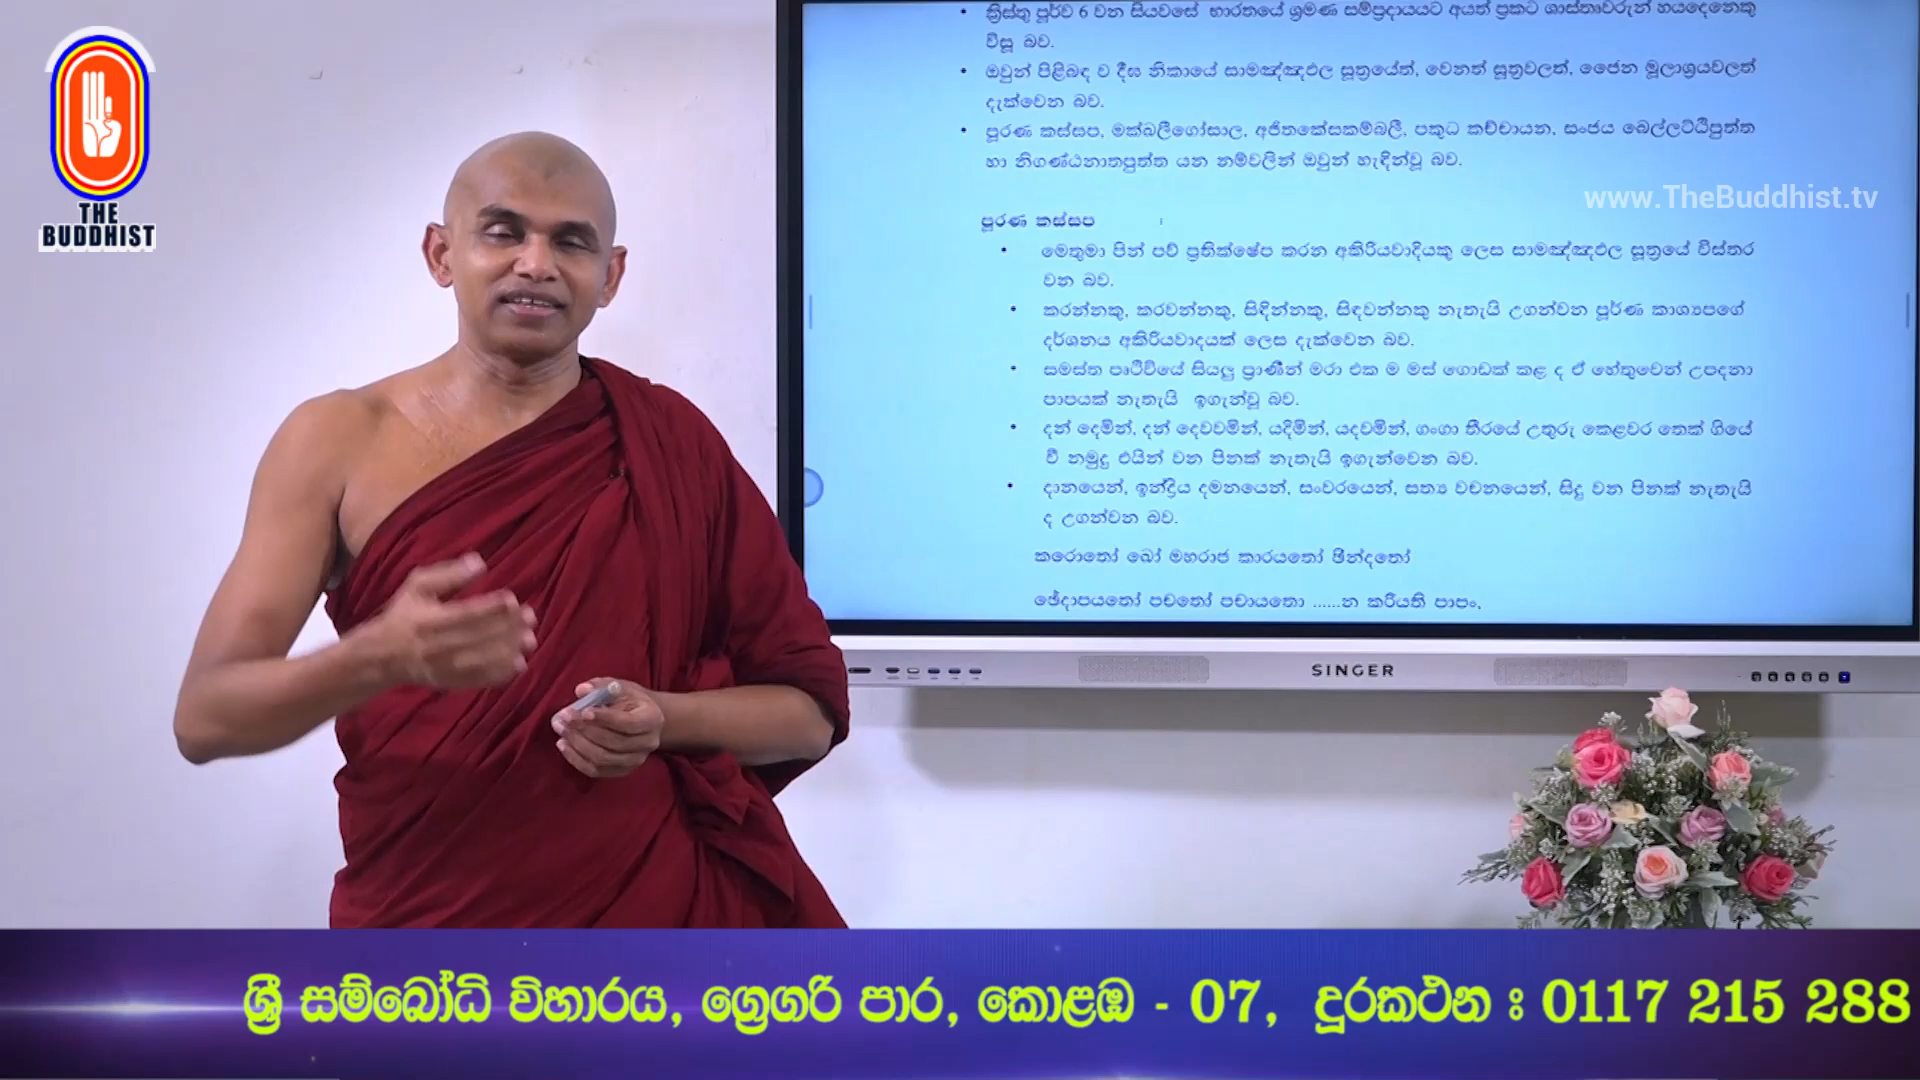 THE
BUDDHIST
ක්‍රිස්තු පූර්ව 6 වන සියවසේ භාරතයේ ශ්‍රමණ සම්ප්‍රදායයට අයත් ප්‍රකට ශාස්තෘවරුන් හයදෙනෙකු
විසූ බව.
ඔවුන් පිළිබඳ ව දීඝ නිකායේ සාමඤ්ඤඵල සූත්‍රයේත්, වෙනත් සූත්‍රවලත්, ජෛන මූලාශ්‍රයවලත්
දැක්වෙන බව.
පූරණ කස්සප, මක්ඛලීගෝසාල, අජිතකේසකම්බලී, පකුධ කච්චායන, සංජය බෙල්ලට්ඨිපුත්ත
හා නිගණ්ඨනාතපුත්ත යන නම්වලින් ඔවුන් හැඳින්වූ බව.
www.TheBuddhist.tv
පූරණ කස්සප
මෙතුමා පින් පව් ප්‍රතික්ෂේප කරන අකිරියවාදියකු ලෙස සාමඤ්ඤඵල සූත්‍රයේ විස්තර
වන බව.
කරන්නකු, කරවන්නකු, සිඳින්නකු, සිඳවන්නකු නැතැයි උගන්වන පූර්ණ කාශ්‍යපගේ
දර්ශනය අකිරියවාදයක් ලෙස දැක්වෙන බව.
සමස්ත පෘථිවියේ සියලු ප්‍රාණීන් මරා එක ම මස් ගොඩක් කළ ද ඒ හේතුවෙන් උපදනා
පාපයක් නැතැයි ඉගැන්වූ බව.
දන් දෙමින්, දන් දෙවවමින්, යදිමින්, යදවමින්, ගංගා තීරයේ උතුරු කෙළවර තෙක් ගියේ
වී නමුදු එයින් වන පිනක් නැතැයි ඉගැන්වෙන බව.
දානයෙන්, ඉන්ද්‍රිය දමනයෙන්, සංවරයෙන්, සත්‍ය වචනයෙන්, සිදු වන පිනක් නැතැයි
ද උගන්වන බව.
කරොතෝ ඛෝ මහරාජ කාරයතෝ ඡින්දතෝ
ඡේදාපයතෝ පචතෝ පචායතො ......න කරීයති පාපං,
SINGER
ශ්‍රී සම්බෝධි විහාරය, ග්‍රෙගරි පාර, කොළඹ - 07, දුරකථන : 0117 215 288